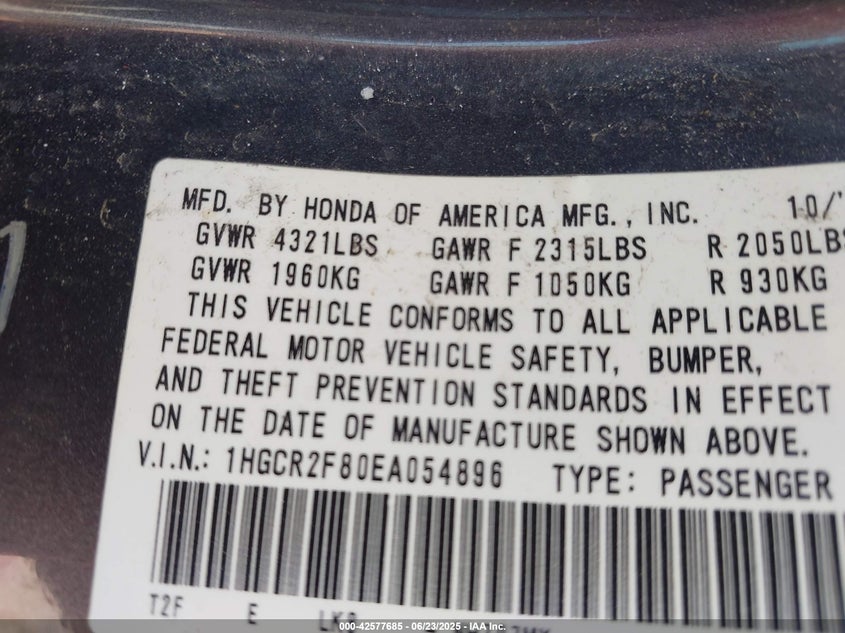 MFD. BY HONDA OF AMERICA MFG., INC. 10/'
GVWR 4321LBS GAWR F 2315LBS R 2050LBS
GVWR 1960KG GAWR F 1050KG R 930KG
THIS VEHICLE CONFORMS TO ALL APPLICABLE
FEDERAL MOTOR VEHICLE SAFETY, BUMPER,
AND THEFT PREVENTION STANDARDS IN EFFECT
ON THE DATE OF MANUFACTURE SHOWN ABOVE.
V.I.N.: 1HGCR2F80EA054896 TYPE: PASSENGER
T2F E
000-42577685 - 06/23/2025 - IAA, Inc.